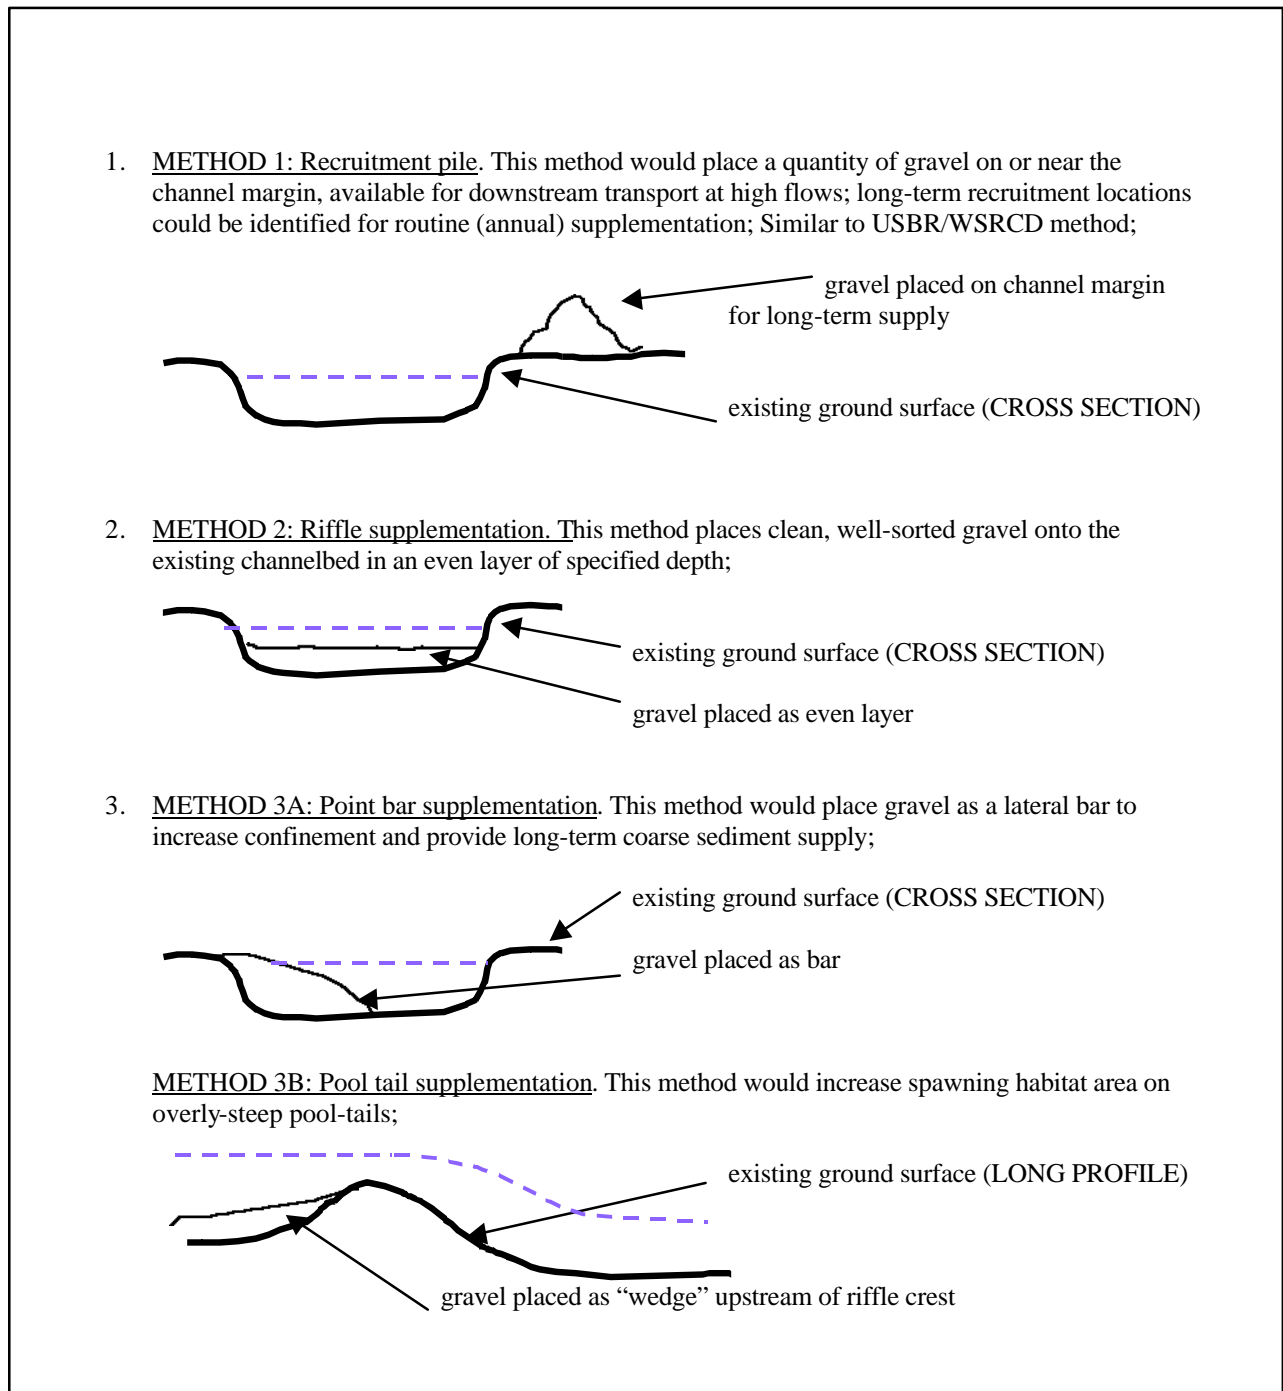 1. METHOD 1: Recruitment pile. This method would place a quantity of gravel on or near the
channel margin, available for downstream transport at high flows; long-term recruitment locations
could be identified for routine (annual) supplementation; Similar to USBR/WSRCD method;
gravel placed on channel margin
for long-term supply
existing ground surface (CROSS SECTION)
2. METHOD 2: Riffle supplementation. This method places clean, well-sorted gravel onto the
existing channelbed in an even layer of specified depth;
existing ground surface (CROSS SECTION)
gravel placed as even layer
3. METHOD 3A: Point bar supplementation. This method would place gravel as a lateral bar to
increase confinement and provide long-term coarse sediment supply;
existing ground surface (CROSS SECTION)
gravel placed as bar
METHOD 3B: Pool tail supplementation. This method would increase spawning habitat area on
overly-steep pool-tails;
existing ground surface (LONG PROFILE)
gravel placed as “wedge” upstream of riffle crest